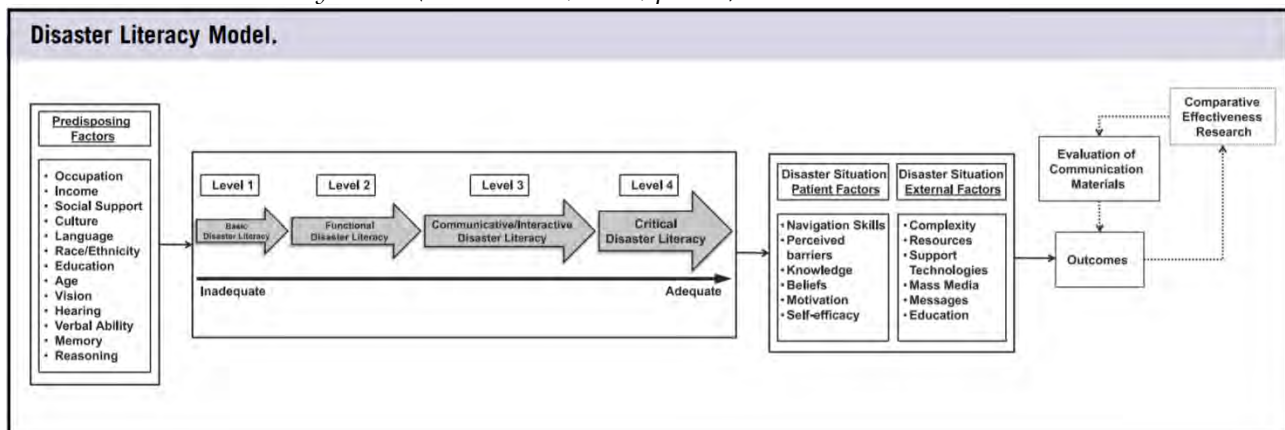 Disaster Literacy Model.
Predisposing
Factors
• Occupation
• Income
• Social Support
• Culture
• Language
• Race/Ethnicity
• Education
• Age
• Vision
• Hearing
• Verbal Ability
• Memory
• Reasoning
Level 1
Basic
Disaster Literacy
Level 2
Functional
Disaster Literacy
Level 3
Communicative/Interactive
Disaster Literacy
Level 4
Critical
Disaster Literacy
Inadequate
Adequate
Disaster Situation
Patient Factors
• Navigation Skills
• Perceived
barriers
• Knowledge
• Beliefs
• Motivation
• Self-efficacy
Disaster Situation
External Factors
• Complexity
• Resources
• Support
Technologies
• Mass Media
• Messages
• Education
Comparative
Effectiveness
Research
Evaluation of
Communication
Materials
Outcomes